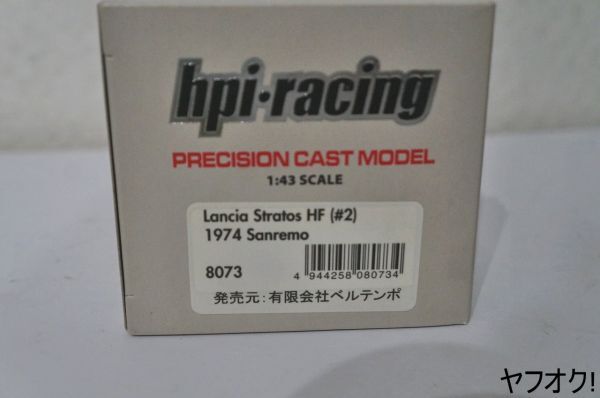 hpi·racing
PRECISION CAST MODEL
1:43 SCALE
Lancia Stratos HF (#2)
1974 Sanremo
8073
4 944258 080734
発売元:有限会社ベルテンポ
ヤフオク!